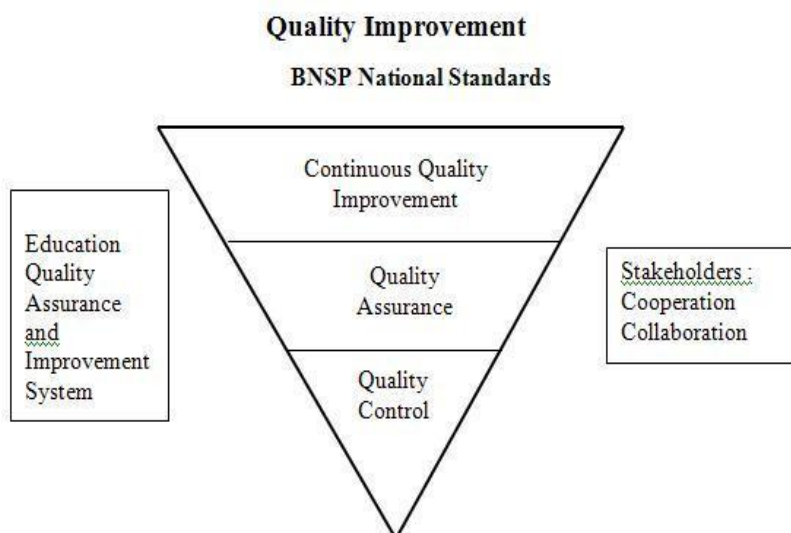 Quality Improvement
BNSP National Standards
Continuous Quality
Improvement
Education
Quality
Assurance
and
Improvement
System
Quality
Assurance
Stakeholders :
Cooperation
Collaboration
Quality
Control